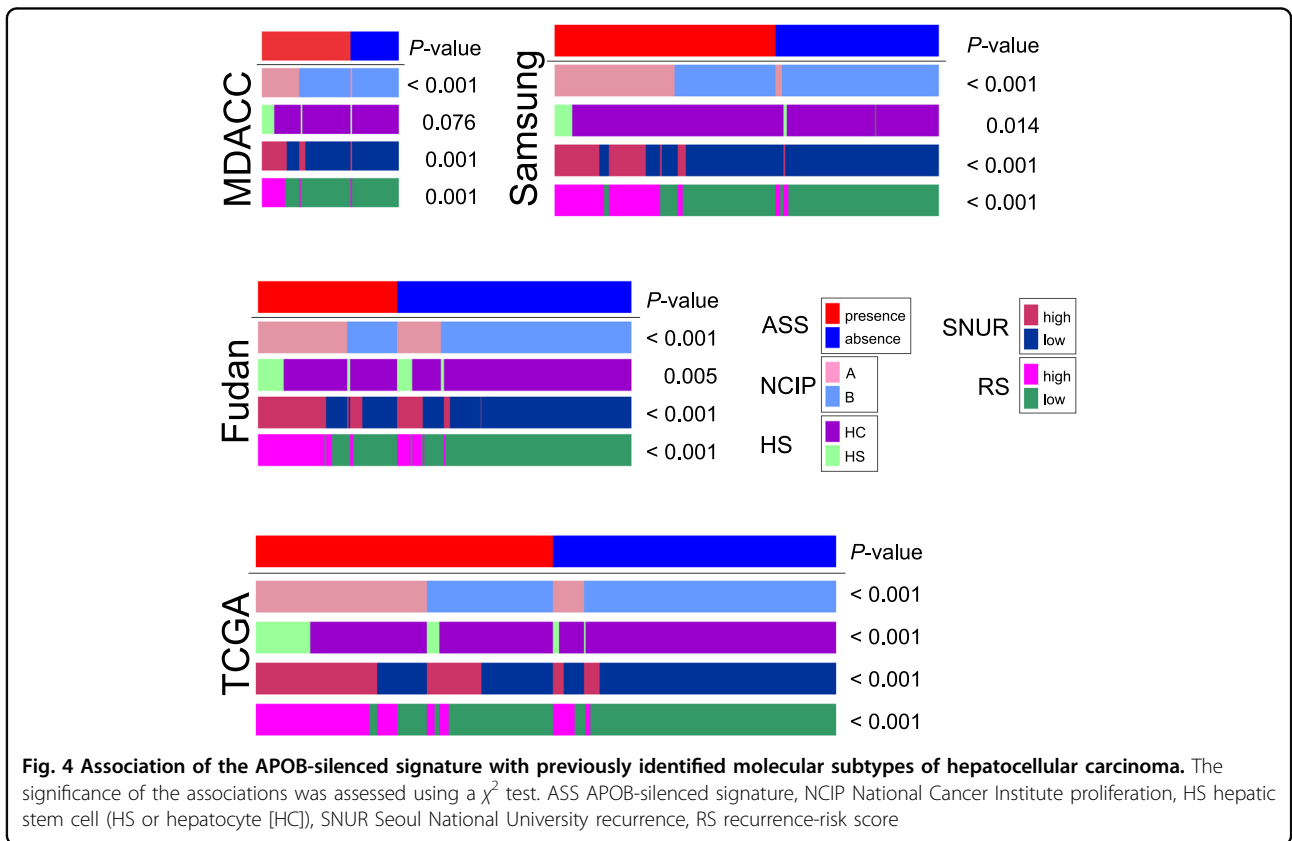 MDACC
P-value
< 0.001
0.076
0.001
0.001
Samsung
P-value
< 0.001
0.014
< 0.001
< 0.001
Fudan
P-value
< 0.001
0.005
< 0.001
< 0.001
ASS
presence
absence
NCIP
A
B
HS
HC
HS
SNUR
high
low
RS
high
low
TCGA
P-value
< 0.001
< 0.001
< 0.001
< 0.001
Fig. 4 Association of the APOB-silenced signature with previously identified molecular subtypes of hepatocellular carcinoma. The
significance of the associations was assessed using a χ² test. ASS APOB-silenced signature, NCIP National Cancer Institute proliferation, HS hepatic
stem cell (HS or hepatocyte [HC]), SNUR Seoul National University recurrence, RS recurrence-risk score